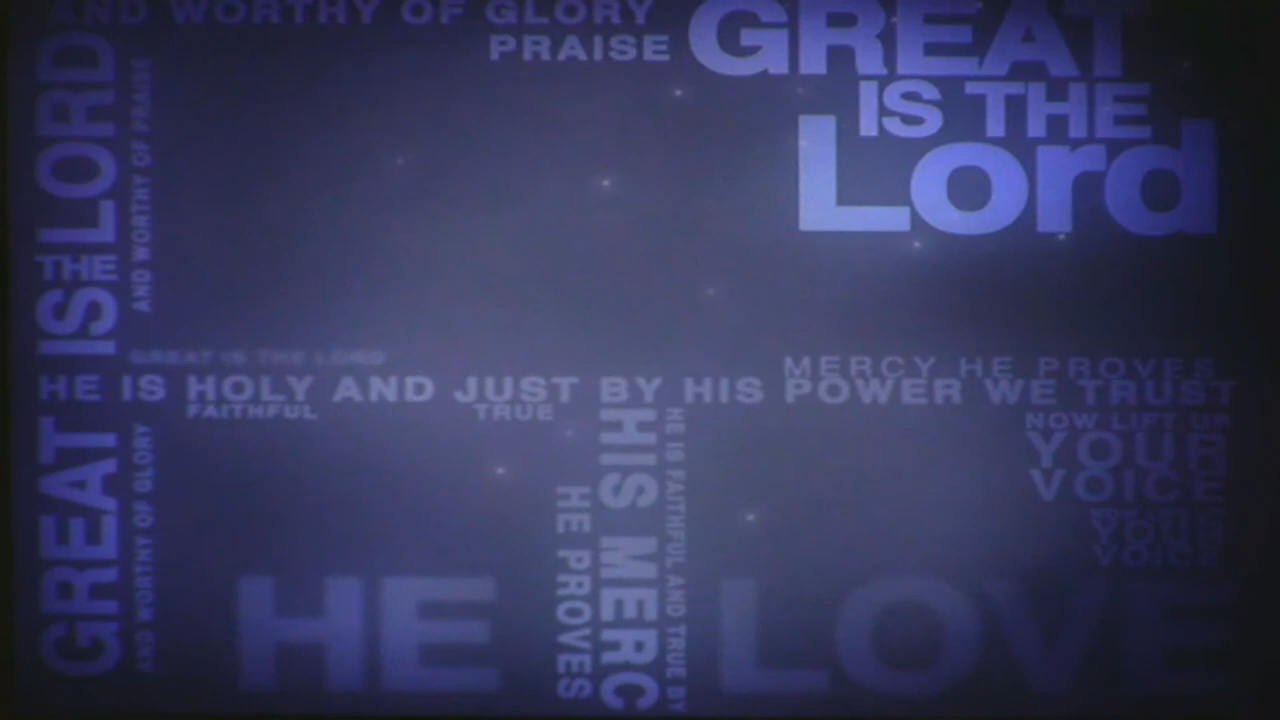 AND WORTHY OF GLORY
PRAISE
GREAT
IS THE
Lord
GREAT IS THE LORD
AND WORTHY OF PRAISE
AND WORTHY OF GLORY
GREAT IS THE LORD
MERCY HE PROVES
HE IS HOLY AND JUST BY HIS POWER WE TRUST
FAITHFUL TRUE
NOW LIFT UP
YOUR
VOICE
YOUR
VOICE
HE PROVES
HIS MERC
HE IS FAITHFUL AND TRUE BY
HE LOVE